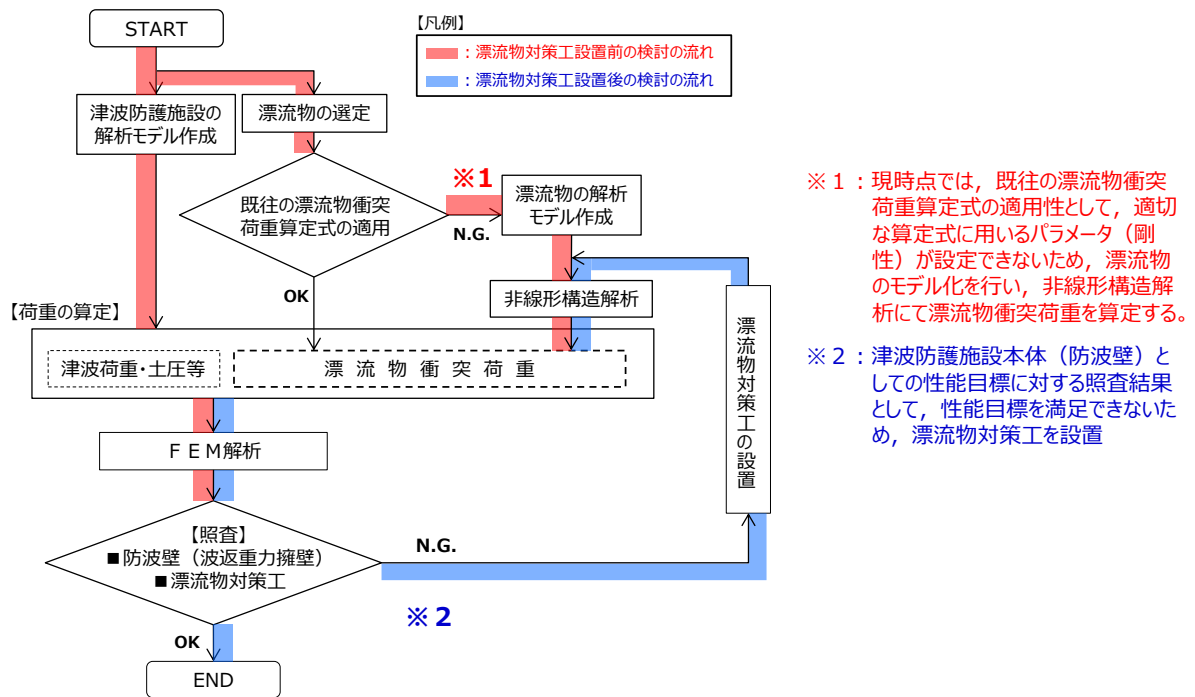 START
【凡例】
：漂流物対策工設置前の検討の流れ
：漂流物対策工設置後の検討の流れ
津波防護施設の
解析モデル作成
漂流物の選定
既往の漂流物衝突
荷重算定式の適用
※1
N.G.
OK
漂流物の解析
モデル作成
非線形構造解析
【荷重の算定】
津波荷重・土圧等
漂流物衝突荷重
漂流物対策工の設置
ＦＥＭ解析
【照査】
■防波壁（波返重力擁壁）
■漂流物対策工
N.G.
※2
OK
END
※１：現時点では，既往の漂流物衝突
荷重算定式の適用性として，適切
な算定式に用いるパラメータ（剛
性）が設定できないため，漂流物
のモデル化を行い，非線形構造解
析にて漂流物衝突荷重を算定する。
※２：津波防護施設本体（防波壁）と
しての性能目標に対する照査結果
として，性能目標を満足できないた
め，漂流物対策工を設置